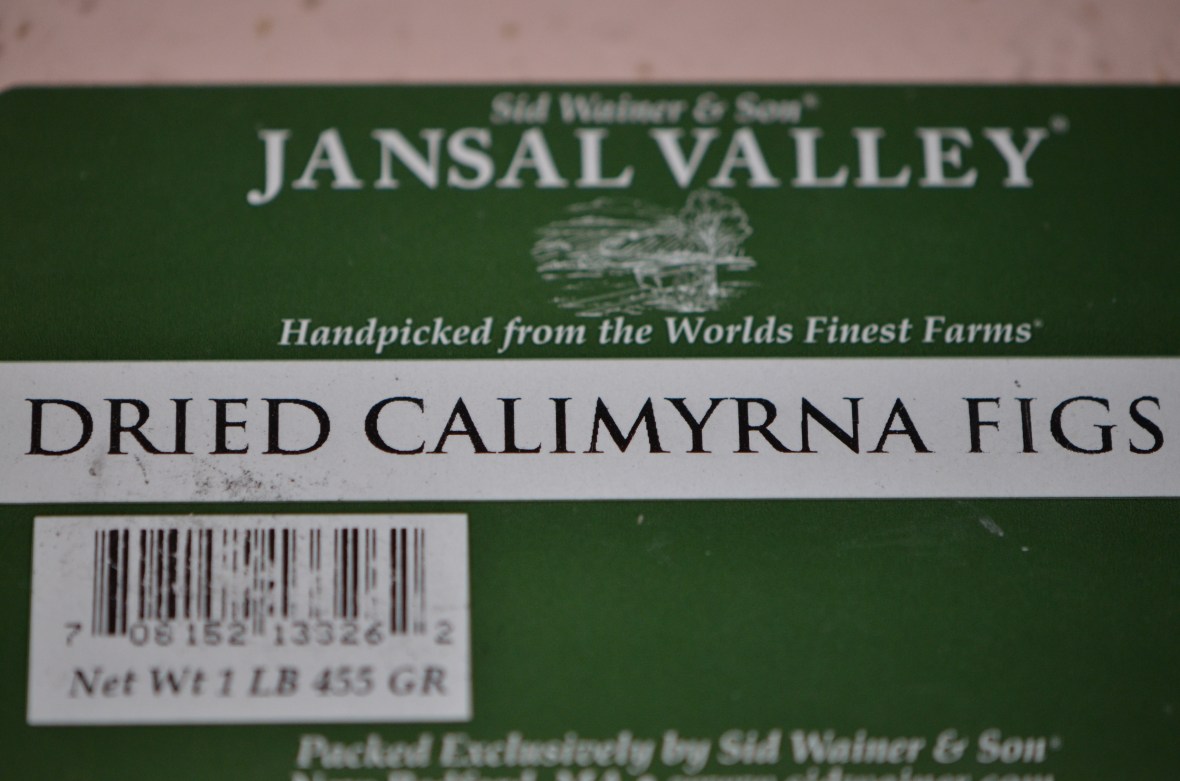 Sid Wainer & Son®
JANSAL VALLEY®
Handpicked from the Worlds Finest Farms®
DRIED CALIMYRNA FIGS
7 08152 13326 2
Net Wt 1 LB 455 GR
Packed Exclusively by Sid Wainer & Son®